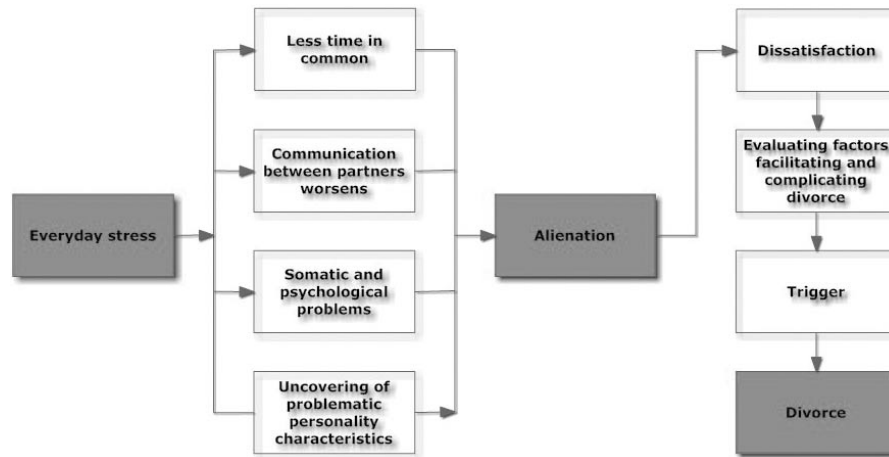 Everyday stress
Less time in
common
Communication
between partners
worsens
Somatic and
psychological
problems
Uncovering of
problematic
personality
characteristics
Alienation
Dissatisfaction
Evaluating factors
facilitating and
complicating
divorce
Trigger
Divorce